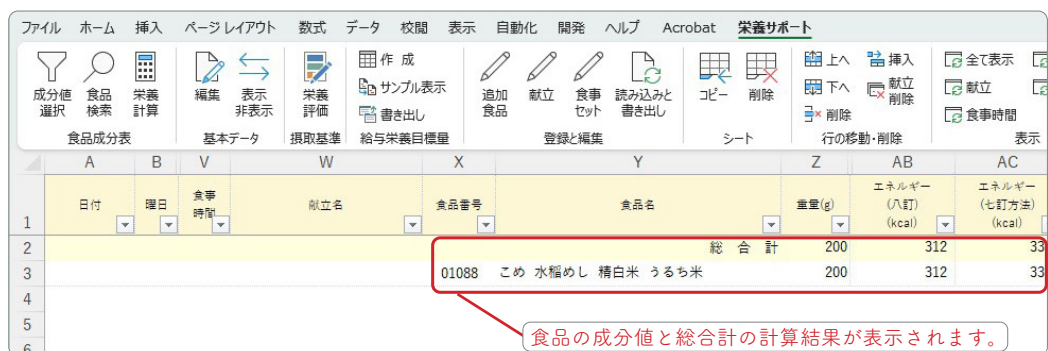 ファイル ホーム 挿入 ページ レイアウト 数式 データ 校閲 表示 自動化 開発 ヘルプ Acrobat 栄養サポート
成分値選択 食品検索 栄養計算 編集 表示非表示 栄養評価 作 成 サンプル表示 書き出し 追加食品 献立 食事セット 読み込みと書き出し コピー 削除 上へ 下へ 削除 挿入 献立削除 全て表示 献立 食事時間
食品成分表 基本データ 摂取基準 給与栄養目標量 登録と編集 シート 行の移動・削除 表示
A B V W X Y Z AB AC
1 日付 曜日 食事時間 献立名 食品番号 食品名 重量(g) エネルギー(八訂)(kcal) エネルギー(七訂方法)(kcal)
2 総 合 計 200 312 33
3 01088 こめ 水稲めし 精白米 うるち米 200 312 33
4
5
6
食品の成分値と総合計の計算結果が表示されます。